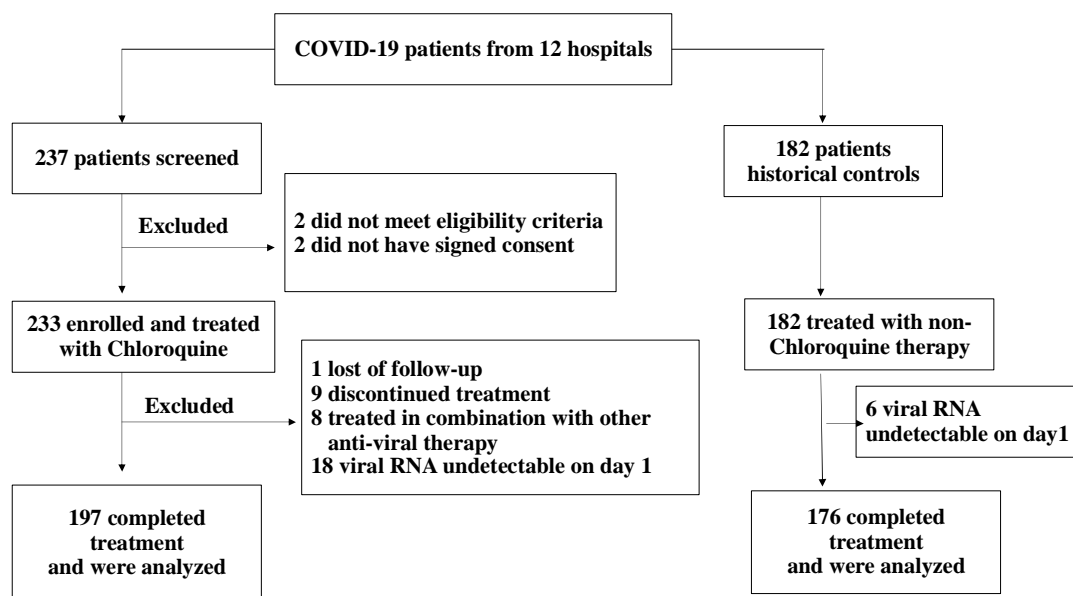 COVID-19 patients from 12 hospitals
237 patients screened
Excluded
2 did not meet eligibility criteria
2 did not have signed consent
233 enrolled and treated
with Chloroquine
Excluded
1 lost of follow-up
9 discontinued treatment
8 treated in combination with other
anti-viral therapy
18 viral RNA undetectable on day 1
197 completed
treatment
and were analyzed
182 patients
historical controls
182 treated with non-
Chloroquine therapy
6 viral RNA
undetectable on day1
176 completed
treatment
and were analyzed